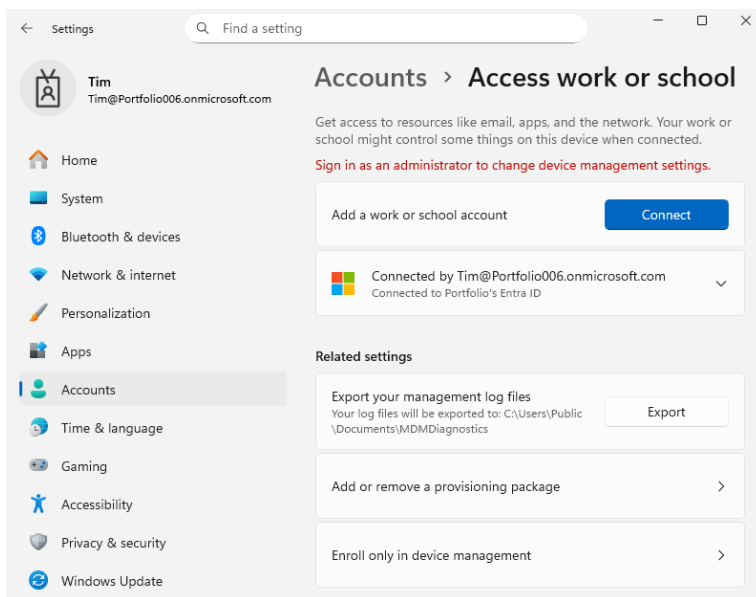 Settings
Find a setting
Tim
Tim@Portfolio006.onmicrosoft.com
Home
System
Bluetooth & devices
Network & internet
Personalization
Apps
Accounts
Time & language
Gaming
Accessibility
Privacy & security
Windows Update
Accounts > Access work or school
Get access to resources like email, apps, and the network. Your work or
school might control some things on this device when connected.
Sign in as an administrator to change device management settings.
Add a work or school account
Connect
Connected by Tim@Portfolio006.onmicrosoft.com
Connected to Portfolio's Entra ID
Related settings
Export your management log files
Your log files will be exported to: C:\Users\Public
\Documents\MDMDiagnostics
Export
Add or remove a provisioning package
Enroll only in device management